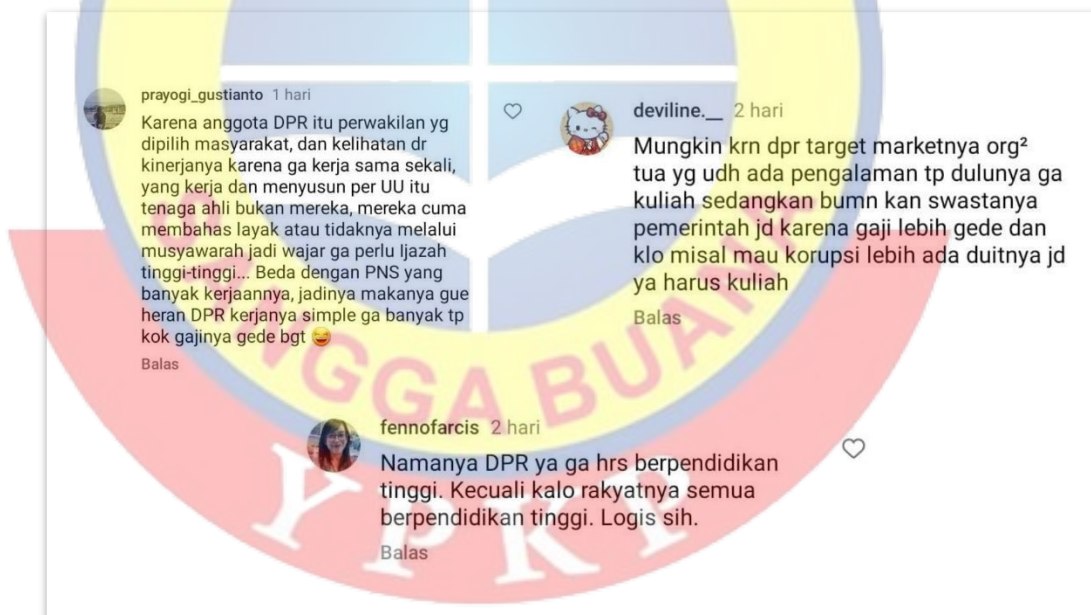 prayogi_gustianto 1 hari
Karena anggota DPR itu perwakilan yg
dipilih masyarakat, dan kelihatan dr
kinerjanya karena ga kerja sama sekali,
yang kerja dan menyusun per UU itu
tenaga ahli bukan mereka, mereka cuma
membahas layak atau tidaknya melalui
musyawarah jadi wajar ga perlu Ijazah
tinggi-tinggi... Beda dengan PNS yang
banyak kerjaannya, jadinya makanya gue
heran DPR kerjanya simple ga banyak tp
kok gajinya gede bgt 😅
Balas
deviline.__ 2 hari
Mungkin krn dpr target marketnya org²
tua yg udh ada pengalaman tp dulunya ga
kuliah sedangkan bumn kan swastanya
pemerintah jd karena gaji lebih gede dan
klo misal mau korupsi lebih ada duitnya jd
ya harus kuliah
Balas
fennofarcis 2 hari
Namanya DPR ya ga hrs berpendidikan
tinggi. Kecuali kalo rakyatnya semua
berpendidikan tinggi. Logis sih.
Balas
SANGGA BUANA
YPKP